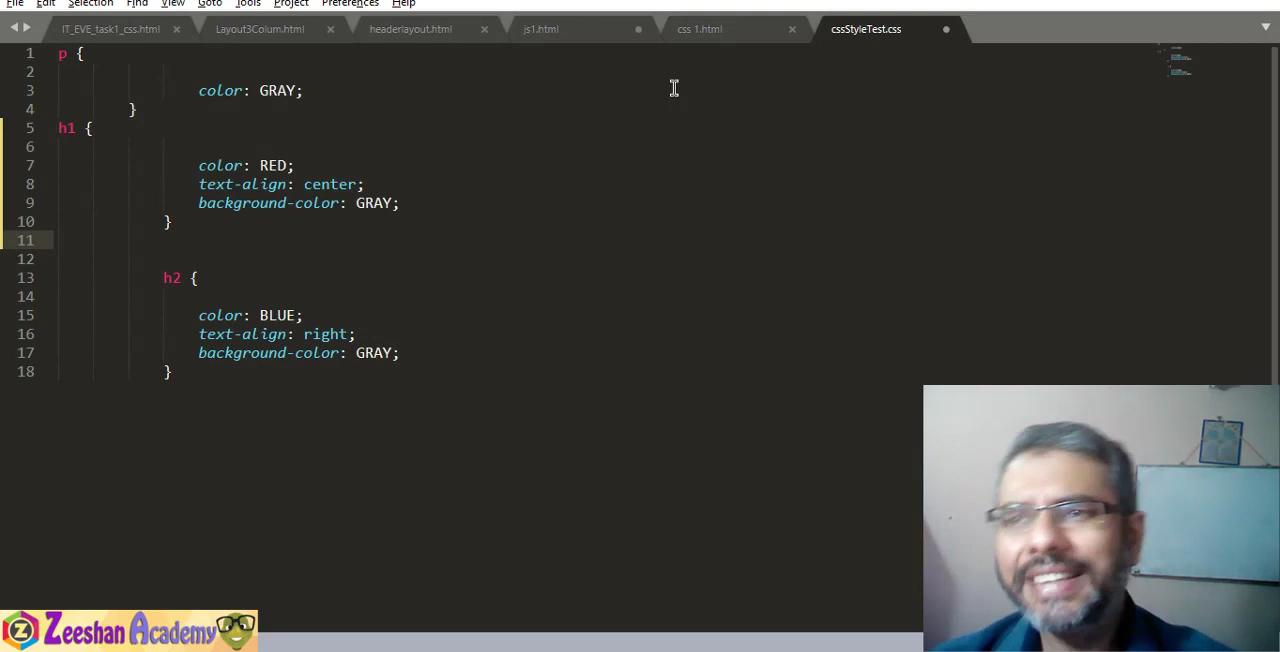 File Edit Selection Find View Goto Tools Project Preferences Help
IT_EVE_task1_css.html Layout3Colum.html headerlayout.html js1.html css 1.html cssStyleTest.css
1 p {
2
3 color: GRAY;
4 }
5 h1 {
6
7 color: RED;
8 text-align: center;
9 background-color: GRAY;
10 }
11
12
13 h2 {
14
15 color: BLUE;
16 text-align: right;
17 background-color: GRAY;
18 }
Z Zeeshan Academy